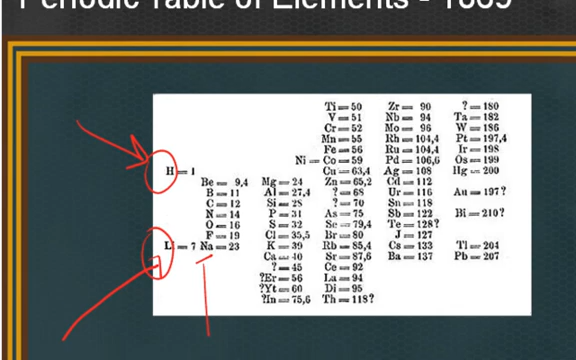 Periodic Table of Elements - 1869
Ti = 50 Zr = 90 ? = 180
V = 51 Nb = 94 Ta = 182
Cr = 52 Mo = 96 W = 186
Mn = 55 Rh = 104,4 Pt = 197,4
Fe = 56 Ru = 104,4 Ir = 198
Ni = Co = 59 Pd = 106,6 Os = 199
H = 1 Cu = 63,4 Ag = 108 Hg = 200
Be = 9,4 Mg = 24 Zn = 65,2 Cd = 112
B = 11 Al = 27,4 ? = 68 Ur = 116 Au = 197?
C = 12 Si = 28 ? = 70 Sn = 118
N = 14 P = 31 As = 75 Sb = 122 Bi = 210?
O = 16 S = 32 Se = 79,4 Te = 128?
F = 19 Cl = 35,5 Br = 80 J = 127
Li = 7 Na = 23 K = 39 Rb = 85,4 Cs = 133 Tl = 204
Ca = 40 Sr = 87,6 Ba = 137 Pb = 207
? = 45 Ce = 92
?Er = 56 La = 94
?Yt = 60 Di = 95
?In = 75,6 Th = 118?